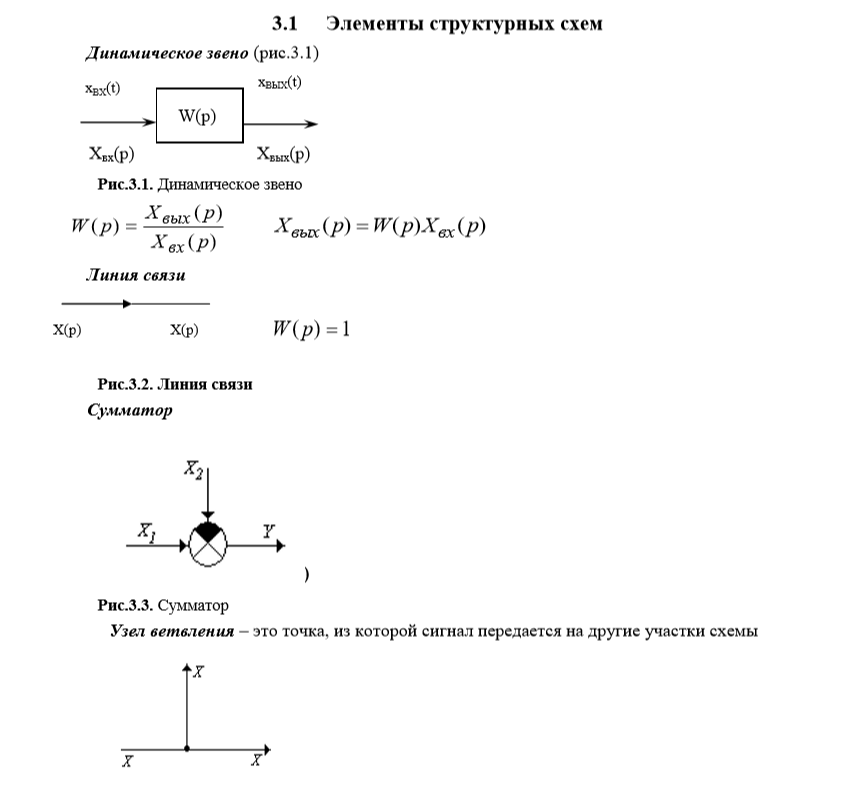 3.1 Элементы структурных схем
Динамическое звено (рис.3.1)
xвх(t) xвых(t)
W(p)
Xвх(p) Xвых(p)
Рис.3.1. Динамическое звено
W(p) = Xвых(p) / Xвх(p) Xвых(p) = W(p)Xвх(p)
Линия связи
X(p) X(p) W(p) = 1
Рис.3.2. Линия связи
Сумматор
X2
X1 Y
)
Рис.3.3. Сумматор
Узел ветвления – это точка, из которой сигнал передается на другие участки схемы
X
X X